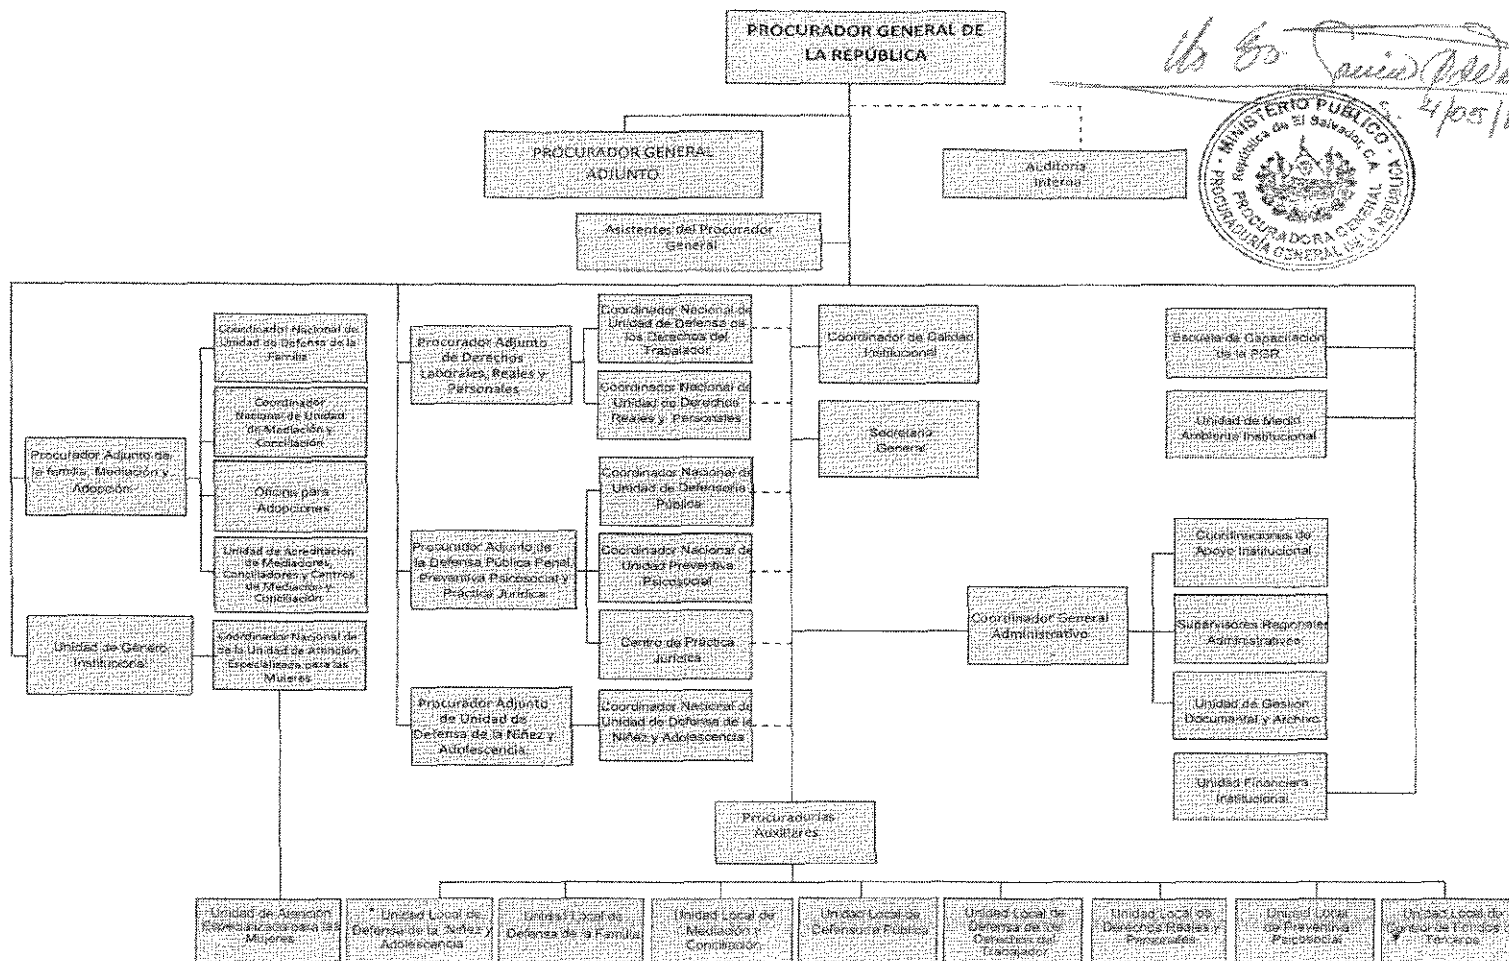 PROCURADOR GENERAL DE
LA REPÚBLICA
MINISTERIO PUBLICO
República de El Salvador C.A.
PROCURADORA GENERAL
PROCURADURIA GENERAL DE LA REPUBLICA
PROCURADOR GENERAL
ADJUNTO
Auditoria
Interna
Asistentes del Procurador
General
Coordinador Nacional de
Unidad de Defensa de la
Familia
Coordinador
Nacional de Unidad
de Mediación y
Conciliación
Procurador Adjunto de
la familia, Mediación y
Adopción.
Oficina para
Adopciones
Unidad de Acreditación
de Mediadores,
Conciliadores y Centros
de Mediación y
Conciliación
Unidad de Género
Institucional
Coordinador Nacional de
de la Unidad de Atención
Especializada para las
Mujeres
Procurador Adjunto
de Derechos
Laborales, Reales y
Personales
Coordinador Nacional de
Unidad de Defensa de
los Derechos del
Trabajador
Coordinador Nacional de
Unidad de Derechos
Reales y Personales
Procurador Adjunto de
la Defensa Pública Penal,
Preventiva Psicosocial y
Práctica Jurídica
Coordinador Nacional de
Unidad de Defensoría
Pública
Coordinador Nacional de
Unidad Preventiva
Psicosocial
Centro de Práctica
Jurídica
Procurador Adjunto
de Unidad de
Defensa de la Niñez y
Adolescencia.
Coordinador Nacional de
Unidad de Defensa de la
Niñez y Adolescencia
Coordinador de Calidad
Institucional
Secretario
General
Escuela de Capacitación
de la PGR
Unidad de Medio
Ambiente Institucional
Coordinador General
Administrativo
Coordinaciones de
Apoyo Institucional
Supervisores Regionales
Administrativos
Unidad de Gestión
Documental y Archivo
Unidad Financiera
Institucional
Procuradurías
Auxiliares
Unidad de Atención
Especializada para las
Mujeres
* Unidad Local de
Defensa de la Niñez y
Adolescencia
Unidad Local de
Defensa de la Familia
Unidad Local de
Mediación y
Conciliación
Unidad Local de
Defensoría Pública
Unidad Local de
Defensa de los
Derechos del
Trabajador
Unidad Local de
Derechos Reales y
Personales
Unidad Local
de Preventiva
Psicosocial
Unidad Local de
Control de Fondos
Terceros